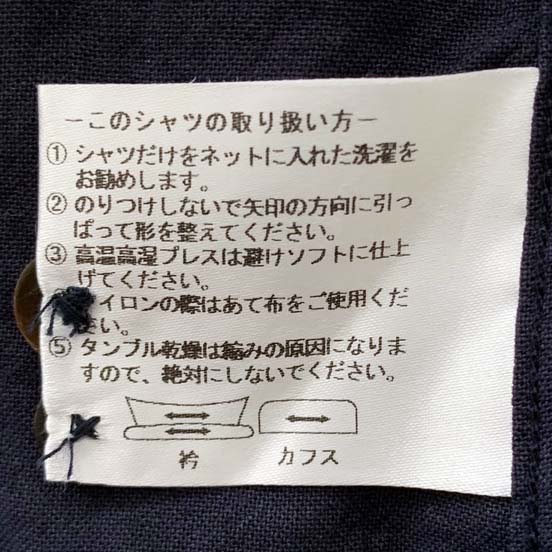 －このシャツの取り扱い方－
① シャツだけをネットに入れた洗濯を
お勧めします。
② のりつけしないで矢印の方向に引っ
ぱって形を整えてください。
③ 高温高湿プレスは避けソフトに仕上
げてください。
イロンの際はあて布をご使用くだ
さい。
⑤ タンブル乾燥は縮みの原因になりま
すので、絶対にしないでください。
衿 カフス